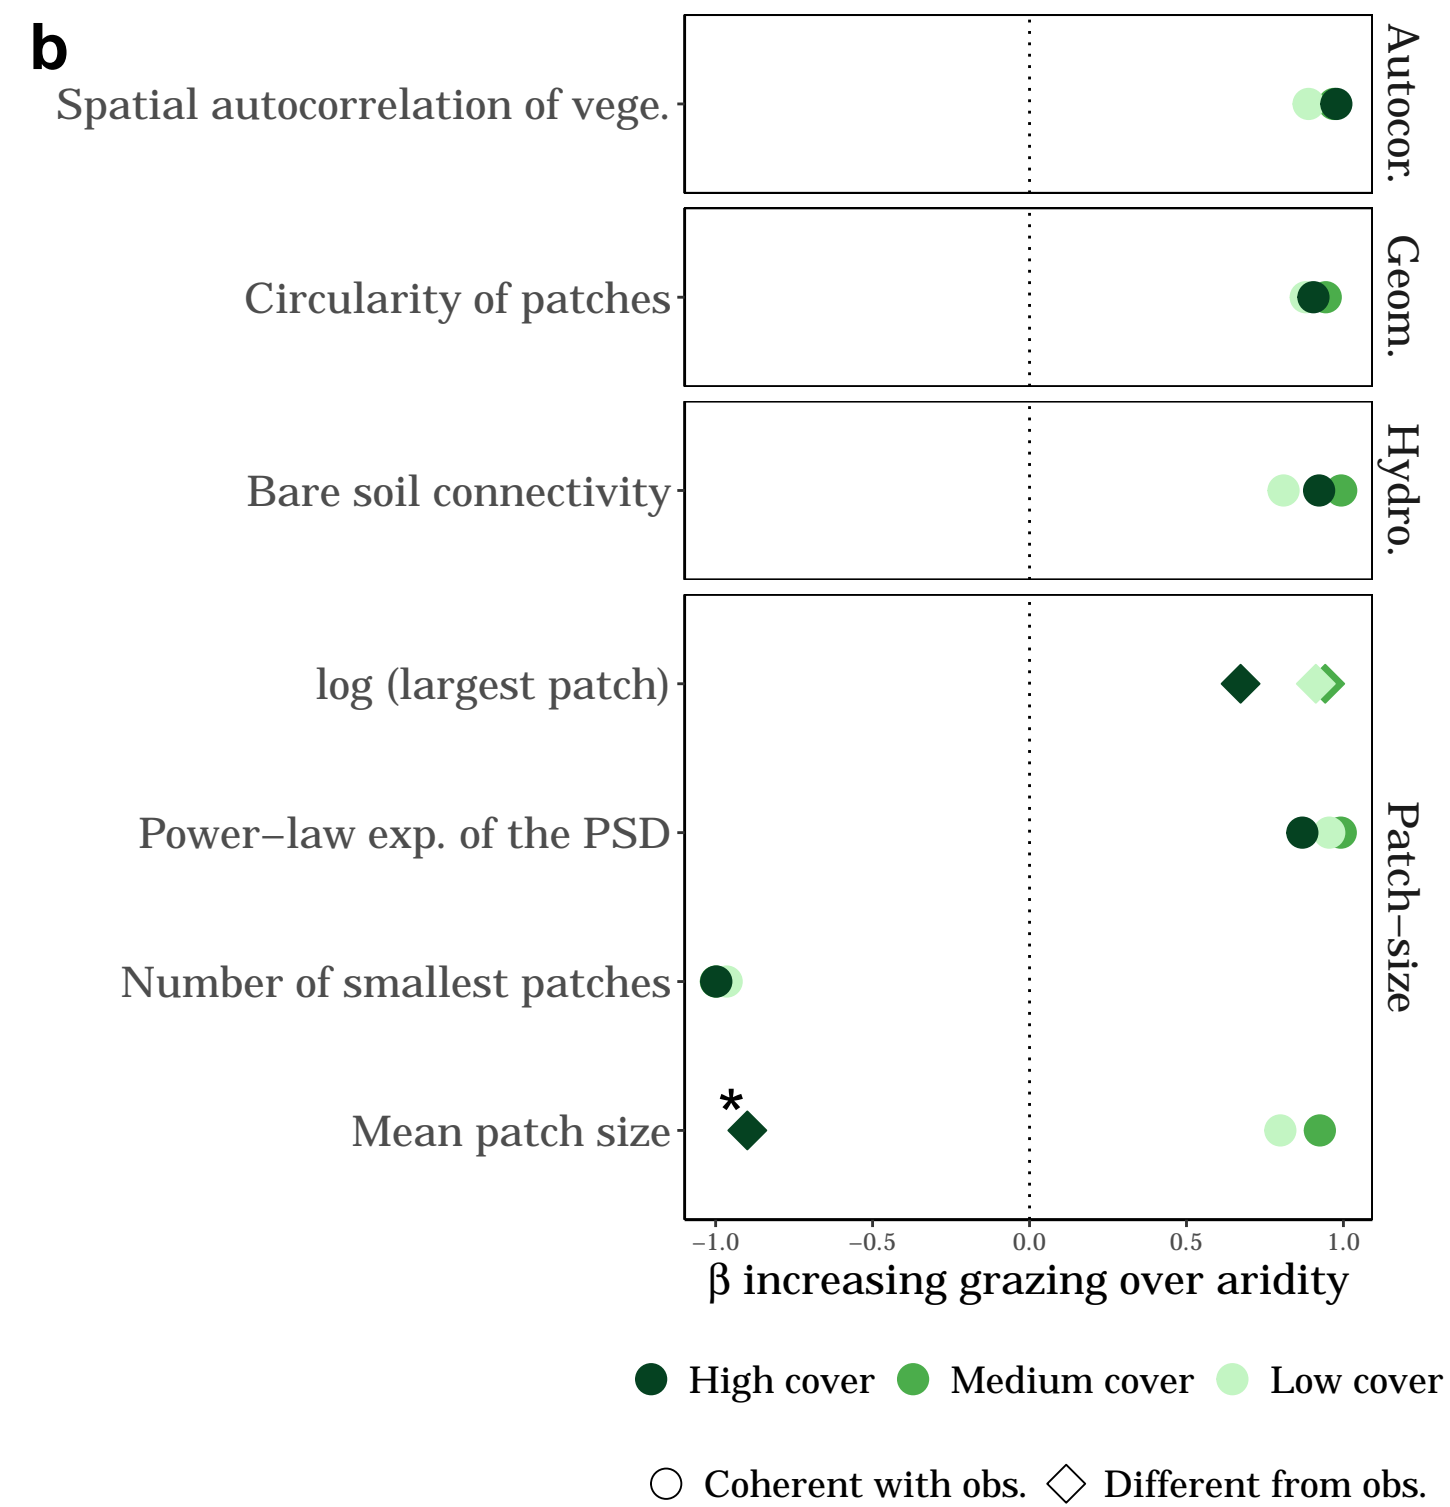 b
Autocor.
Spatial autocorrelation of vege.
Geom.
Circularity of patches
Hydro.
Bare soil connectivity
Patch−size
log (largest patch)
Power−law exp. of the PSD
Number of smallest patches
*
Mean patch size
−1.0 −0.5 0.0 0.5 1.0
β increasing grazing over aridity
High cover Medium cover Low cover
Coherent with obs. Different from obs.